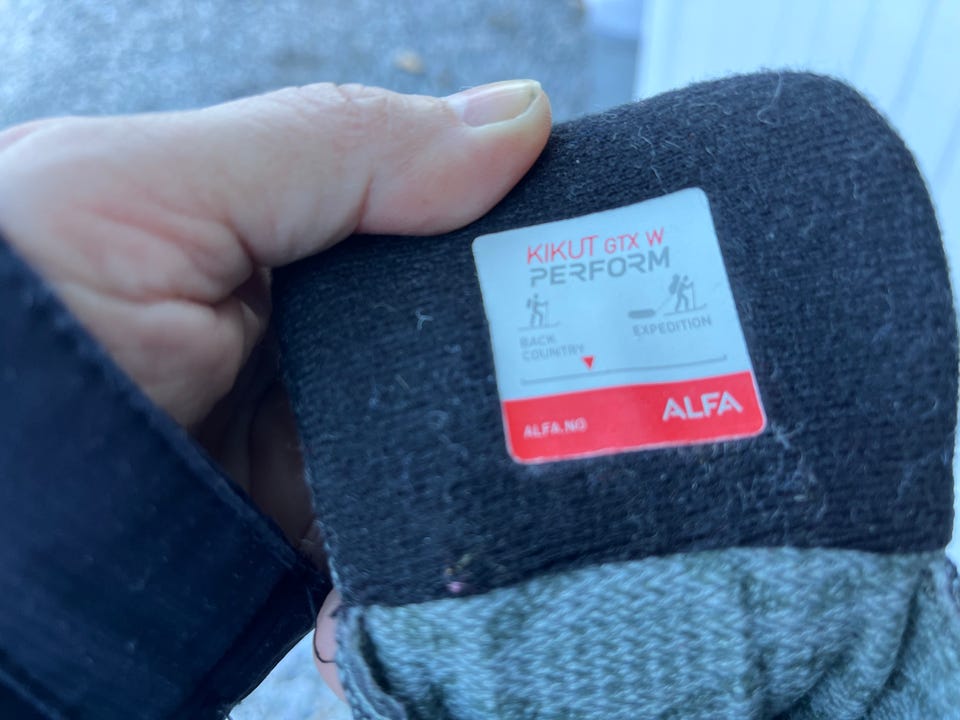 KIKUT GTX W
PERFORM
BACK
COUNTRY
EXPEDITION
ALFA.NO
ALFA